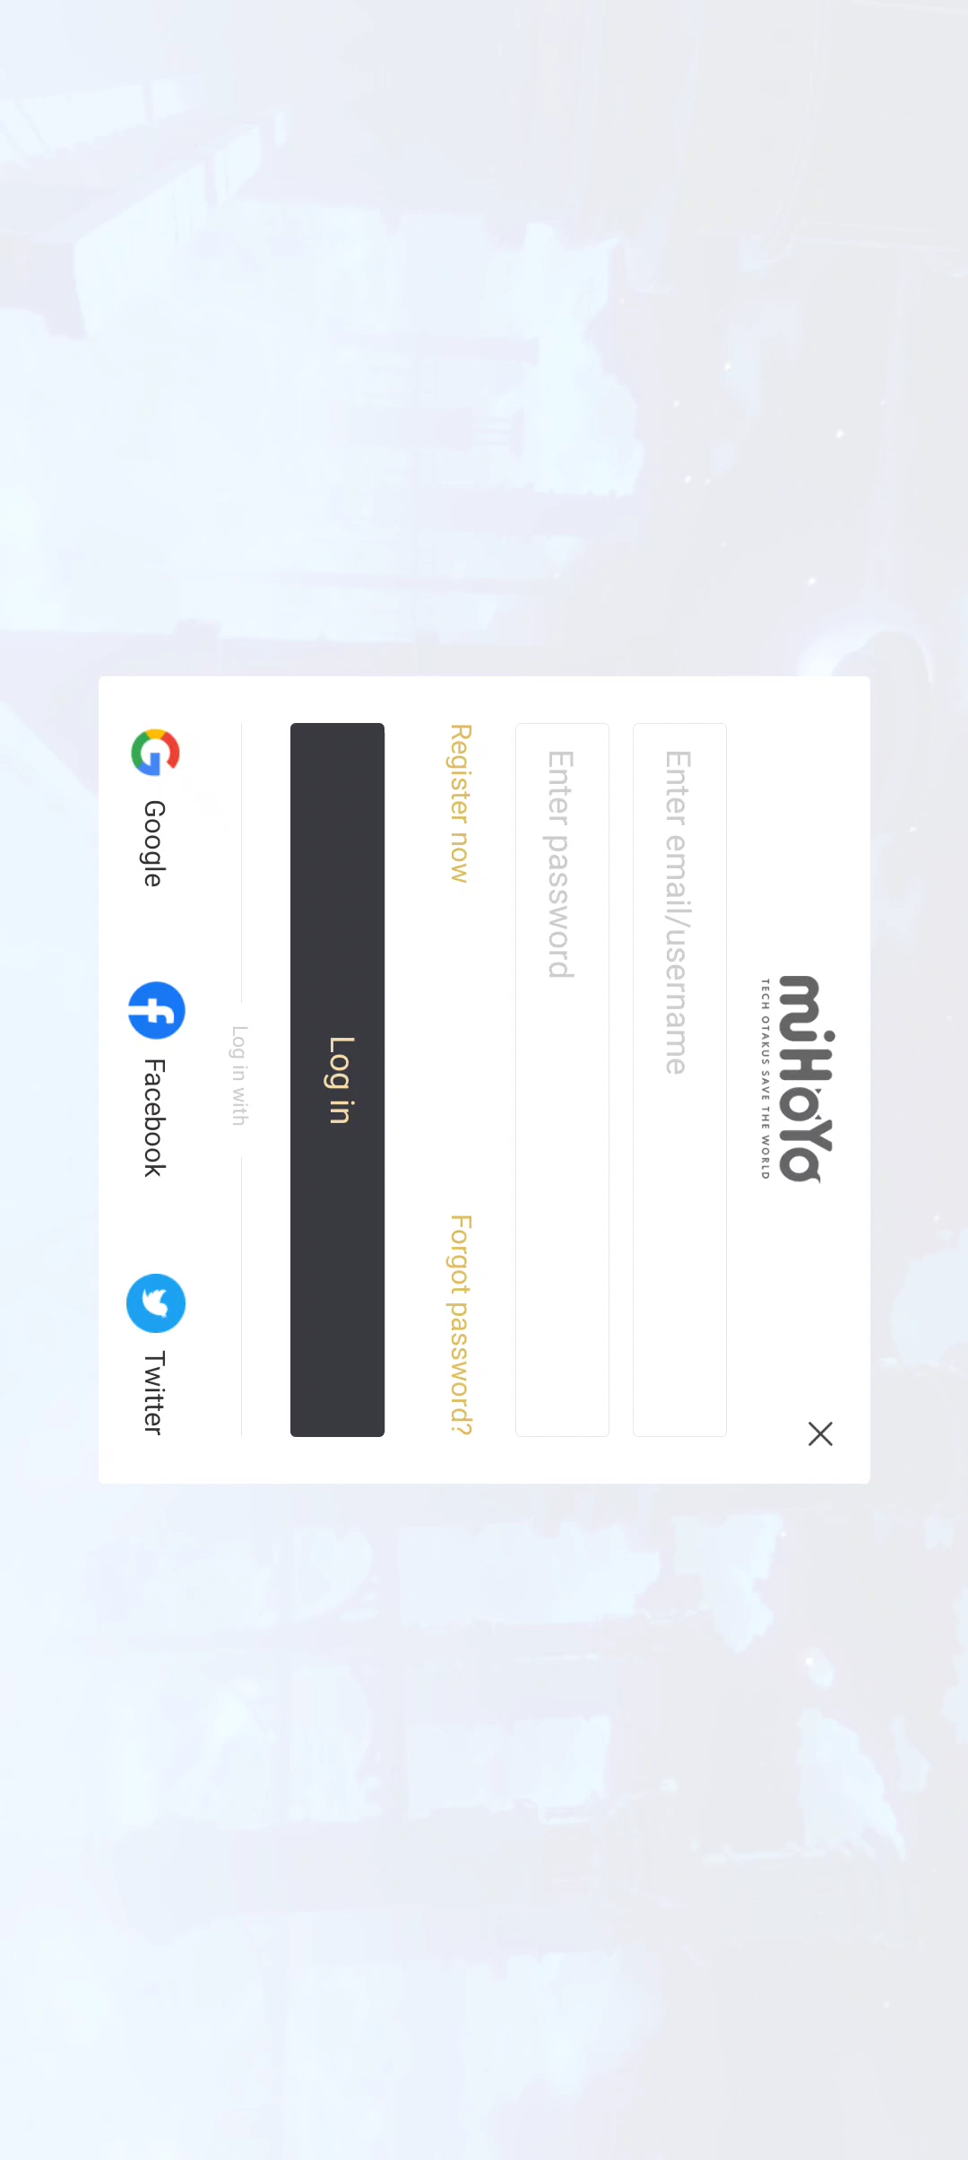 miHoYo
TECH OTAKUS SAVE THE WORLD
Enter email/username
Enter password
Register now
Forgot password?
Log in
Log in with
Google
Facebook
Twitter